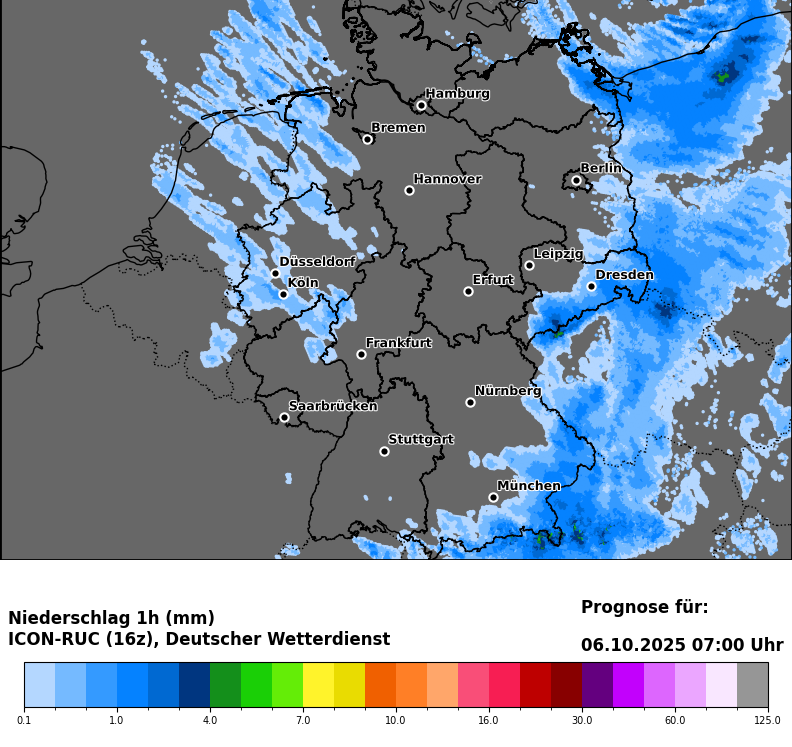 Hamburg
Bremen
Berlin
Hannover
Leipzig
Düsseldorf
Dresden
Köln
Erfurt
Frankfurt
Nürnberg
Saarbrücken
Stuttgart
München
Niederschlag 1h (mm)
ICON-RUC (16z), Deutscher Wetterdienst
Prognose für:
06.10.2025 07:00 Uhr
0.1 1.0 4.0 7.0 10.0 16.0 30.0 60.0 125.0